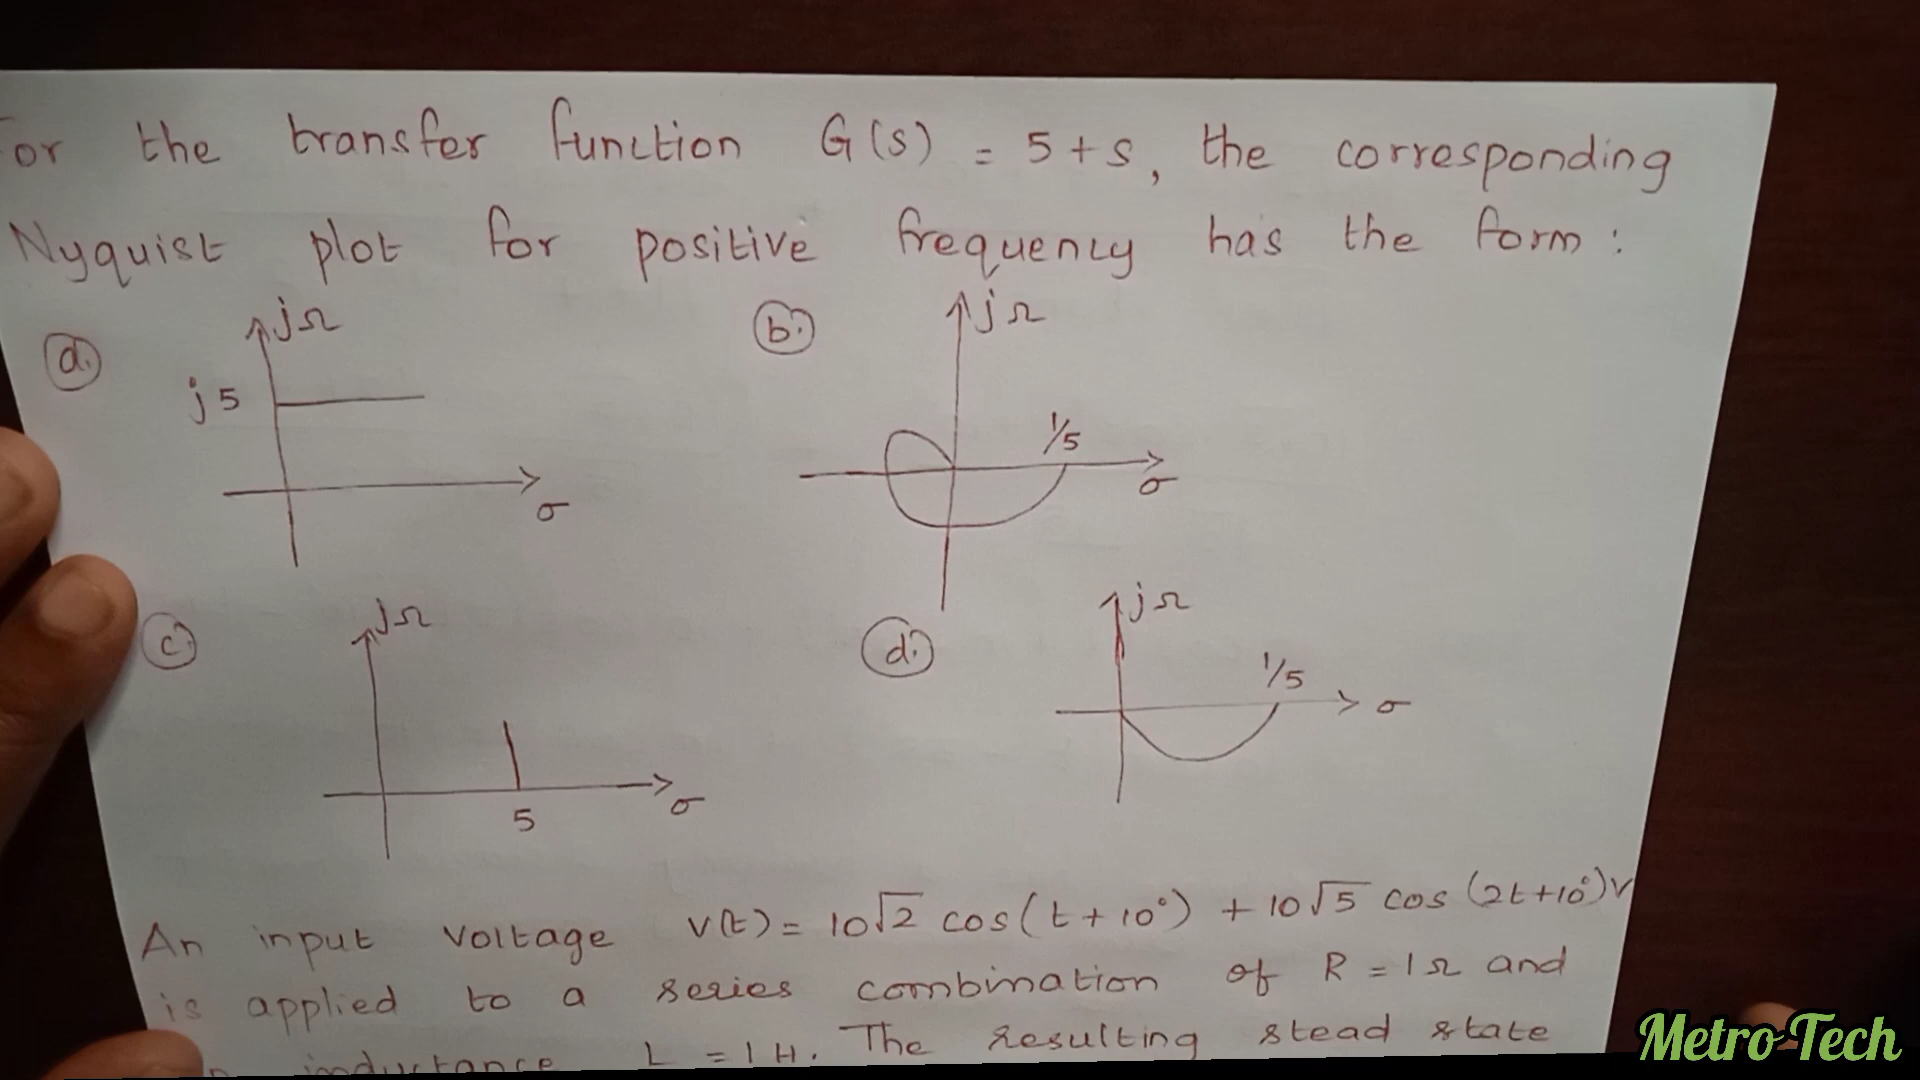 or the transfer function G(s) = 5+s, the corresponding
Nyquist plot for positive frequency has the form :
a. jΩ
j5
σ
b. jΩ
1/5
σ
c. jΩ
5
σ
d. jΩ
1/5
σ
An input voltage v(t) = 10√2 cos(t+10°) + 10√5 cos(2t+10°)v
is applied to a series combination of R = 1Ω and
inductance L = 1H. The resulting stead state
Metro Tech